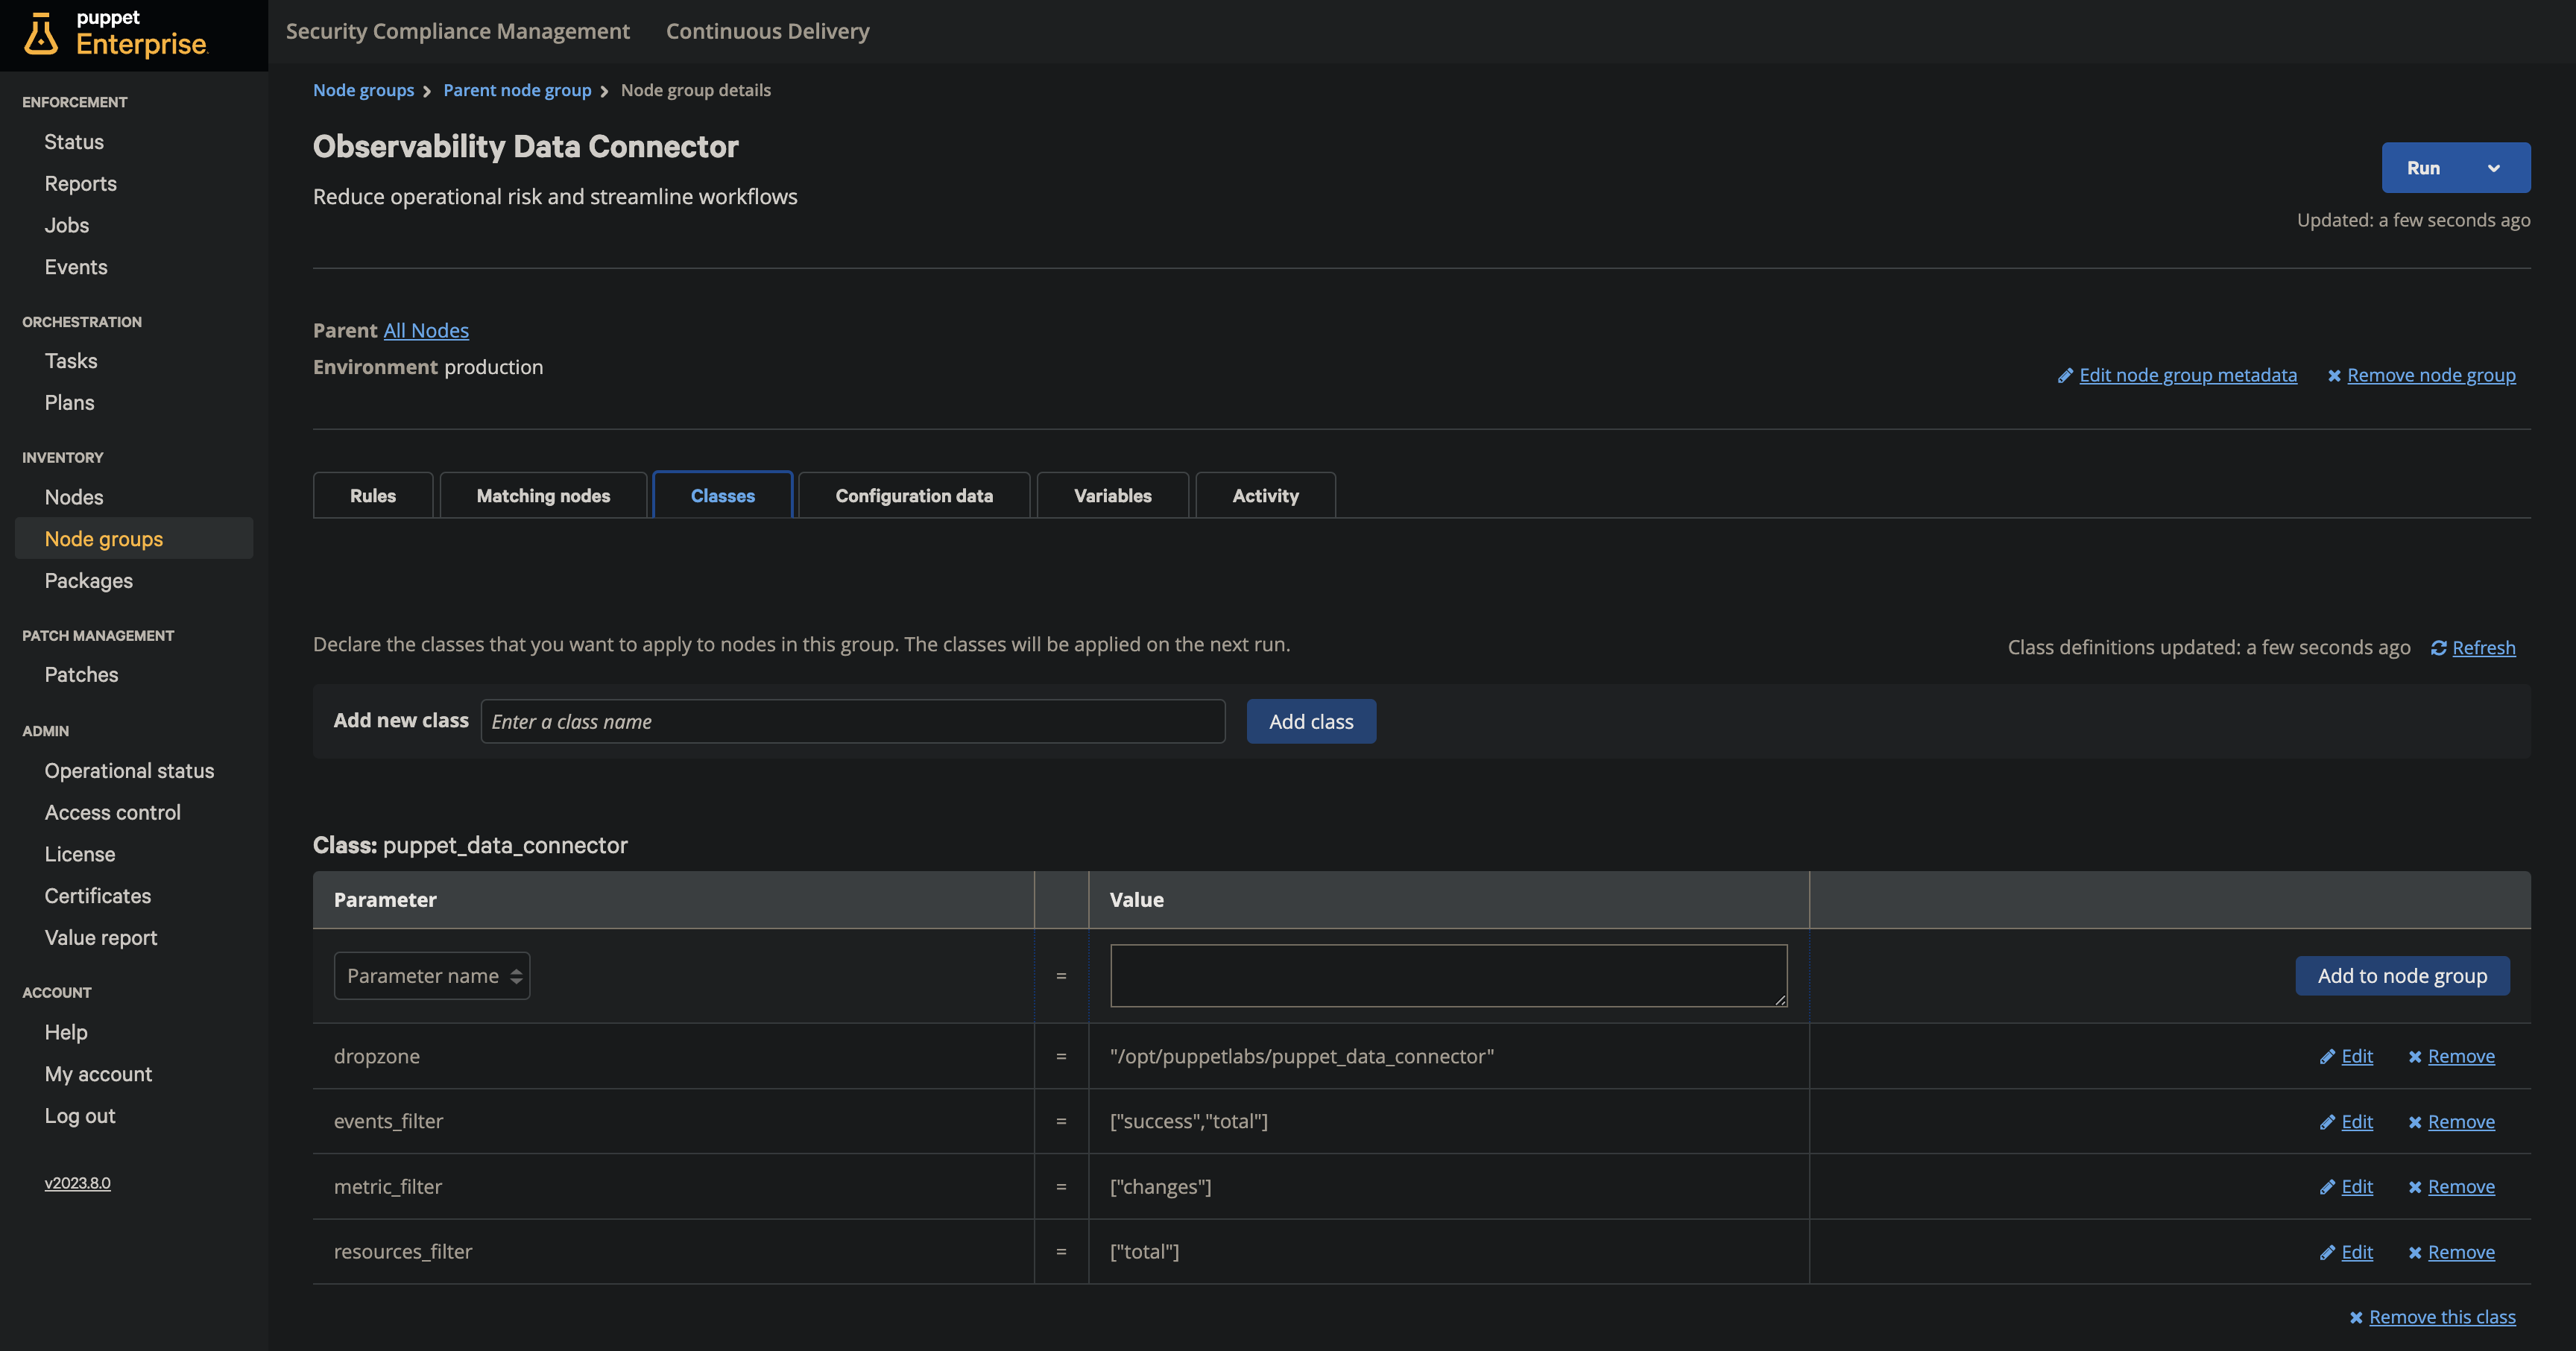 puppet
Enterprise
Security Compliance Management Continuous Delivery
ENFORCEMENT
Status
Reports
Jobs
Events
ORCHESTRATION
Tasks
Plans
INVENTORY
Nodes
Node groups
Packages
PATCH MANAGEMENT
Patches
ADMIN
Operational status
Access control
License
Certificates
Value report
ACCOUNT
Help
My account
Log out
v2023.8.0
Node groups > Parent node group > Node group details
Observability Data Connector
Reduce operational risk and streamline workflows
Run
Updated: a few seconds ago
Parent All Nodes
Environment production
Edit node group metadata Remove node group
Rules Matching nodes Classes Configuration data Variables Activity
Declare the classes that you want to apply to nodes in this group. The classes will be applied on the next run.
Class definitions updated: a few seconds ago Refresh
Add new class Enter a class name Add class
Class: puppet_data_connector
Parameter Value
Parameter name = Add to node group
dropzone = "/opt/puppetlabs/puppet_data_connector" Edit Remove
events_filter = ["success","total"] Edit Remove
metric_filter = ["changes"] Edit Remove
resources_filter = ["total"] Edit Remove
Remove this class